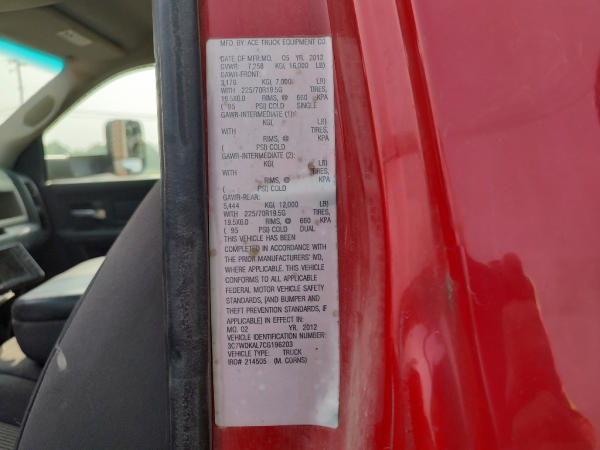 MFG. BY: ACE TRUCK EQUIPMENT CO.
DATE OF MFR:MO. 05 YR. 2012
GVWR: 7,258 KG( 16,000 LB)
GAWR-FRONT:
3,176 KG( 7,000 LB)
WITH 225/70R19.5G TIRES,
19.5X6.0 RIMS, @ 660 KPA
( 95 PSI) COLD SINGLE
GAWR-INTERMEDIATE (1):
KG( LB)
WITH TIRES,
RIMS, @ KPA
( PSI) COLD
GAWR-INTERMEDIATE (2):
KG( LB)
WITH TIRES,
RIMS, @ KPA
( PSI) COLD
GAWR-REAR:
5,444 KG( 12,000 LB)
WITH 225/70R19.5G TIRES,
19.5X6.0 RIMS, @ 660 KPA
( 95 PSI) COLD DUAL
THIS VEHICLE HAS BEEN
COMPLETED IN ACCORDANCE WITH
THE PRIOR MANUFACTURERS' IVD,
WHERE APPLICABLE. THIS VEHICLE
CONFORMS TO ALL APPLICABLE
FEDERAL MOTOR VEHICLE SAFETY
STANDARDS, [AND BUMPER AND
THEFT PREVENTION STANDARDS, IF
APPLICABLE] IN EFFECT IN:
MO. 02 YR. 2012
VEHICLE IDENTIFICATION NUMBER:
3C7WDKAL7CG196203
VEHICLE TYPE: TRUCK
IRO# 214505 (M. CORNS)